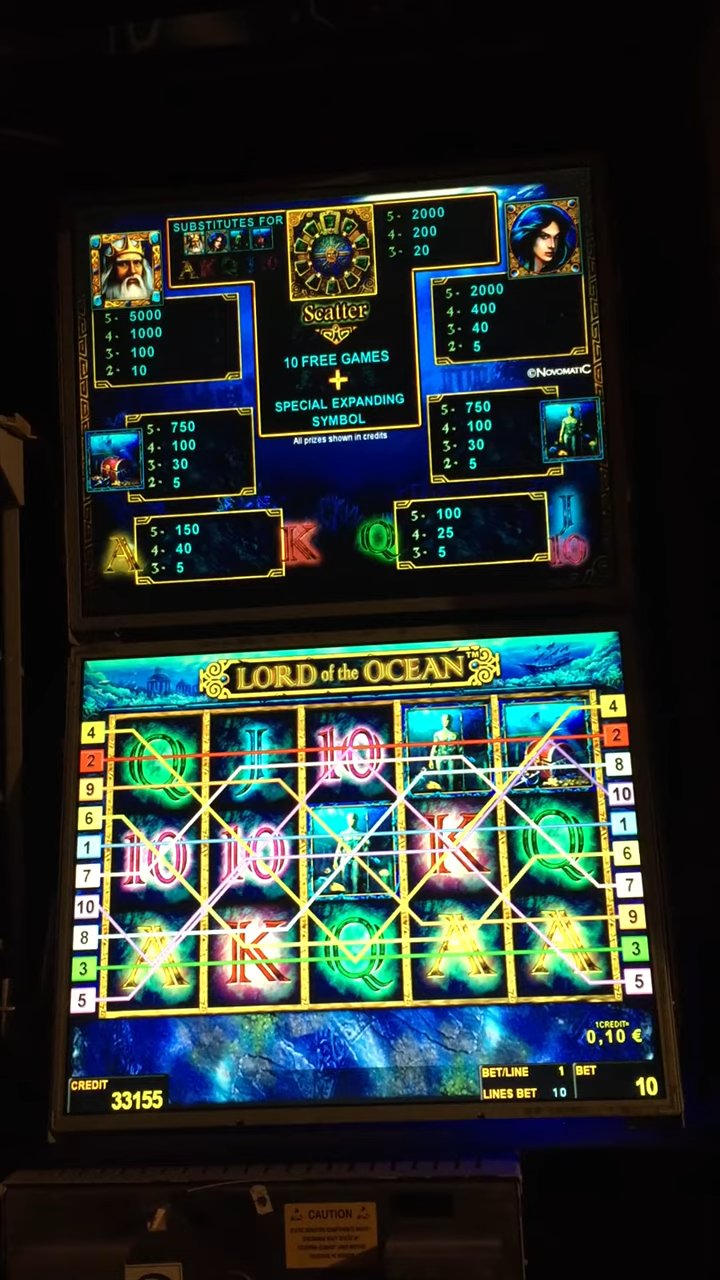 SUBSTITUTES FOR
A K Q J 10
5- 2000
4- 200
3- 20
Scatter
10 FREE GAMES
+
SPECIAL EXPANDING
SYMBOL
All prizes shown in credits
5- 5000
4- 1000
3- 100
2- 10
5- 2000
4- 400
3- 40
2- 5
©NOVOMATIC
5- 750
4- 100
3- 30
2- 5
5- 750
4- 100
3- 30
2- 5
A
5- 150
4- 40
3- 5
K
Q
5- 100
4- 25
3- 5
J
10
LORD of the OCEAN™
4
2
9
6
1
7
10
8
3
5
Q J 10
10 10 K Q
A K Q A A
4
2
8
10
1
6
7
9
3
5
1CREDIT=
0,10 €
CREDIT
33155
BET/LINE 1
LINES BET 10
BET
10
CAUTION